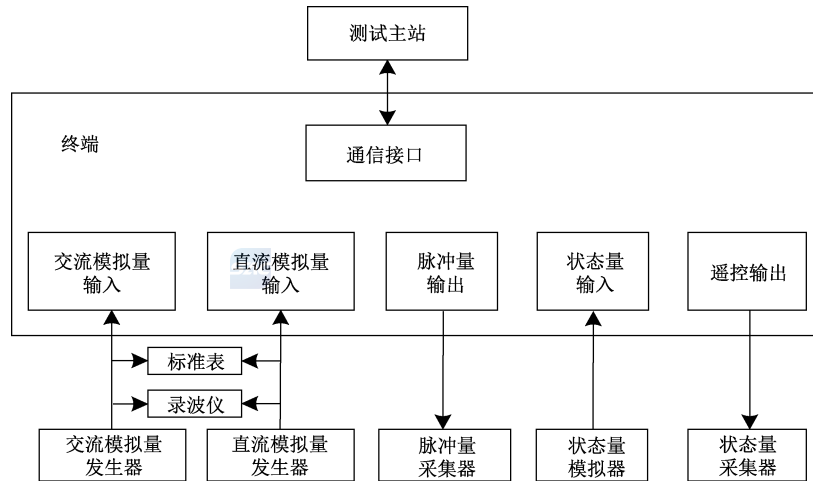 测试主站
终端
通信接口
交流模拟量
输入
直流模拟量
输入
脉冲量
输出
状态量
输入
遥控输出
标准表
录波仪
交流模拟量
发生器
直流模拟量
发生器
脉冲量
采集器
状态量
模拟器
状态量
采集器